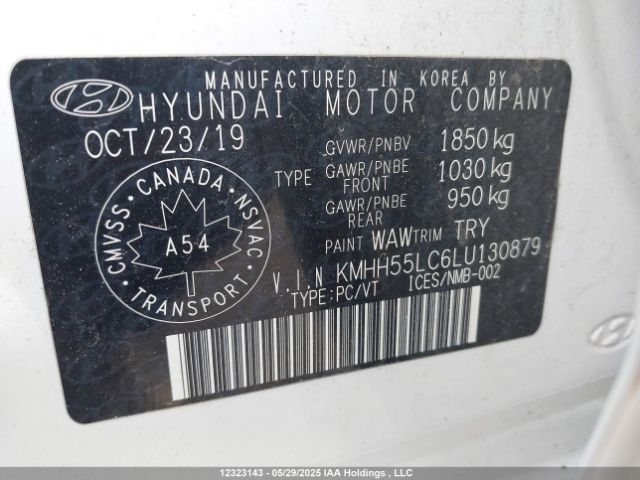 MANUFACTURED IN KOREA BY
HYUNDAI MOTOR COMPANY
OCT/23/19
GVWR/PNBV 1850 kg
TYPE GAWR/PNBE FRONT 1030 kg
GAWR/PNBE REAR 950 kg
PAINT WAW TRIM TRY
CMVSS · CANADA · NSVAC
A54
TRANSPORT
V.I.N KMHH55LC6LU130879
TYPE:PC/VT ICES/NMB-002
12323143 - 05/29/2025 IAA Holdings , LLC